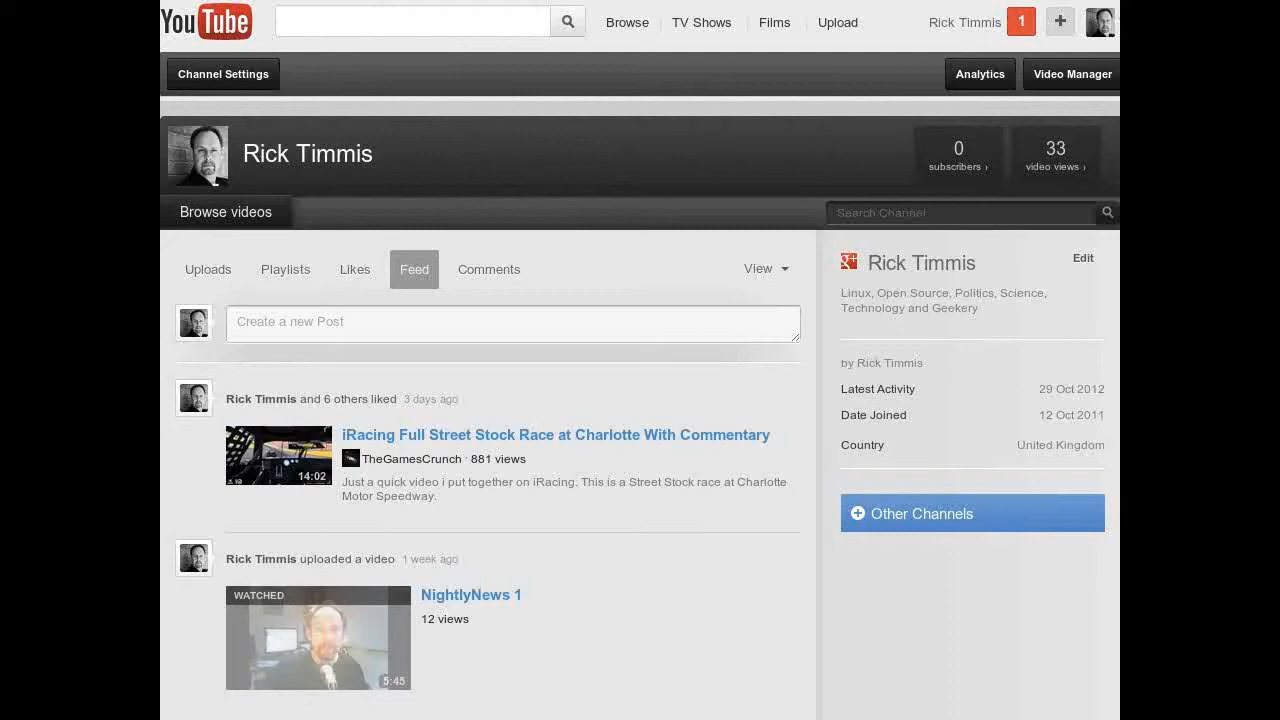 YouTube
Browse TV Shows Films Upload Rick Timmis 1 +
Channel Settings Analytics Video Manager
Rick Timmis
0 33
subscribers › video views ›
Browse videos Search Channel
Uploads Playlists Likes Feed Comments View
Create a new Post
Rick Timmis and 6 others liked 3 days ago
iRacing Full Street Stock Race at Charlotte With Commentary
TheGamesCrunch · 881 views
14:02
Just a quick video i put together on iRacing. This is a Street Stock race at Charlotte
Motor Speedway.
Rick Timmis uploaded a video 1 week ago
WATCHED
NightlyNews 1
12 views
5:45
g+ Rick Timmis Edit
Linux, Open Source, Politics, Science,
Technology and Geekery
by Rick Timmis
Latest Activity 29 Oct 2012
Date Joined 12 Oct 2011
Country United Kingdom
Other Channels